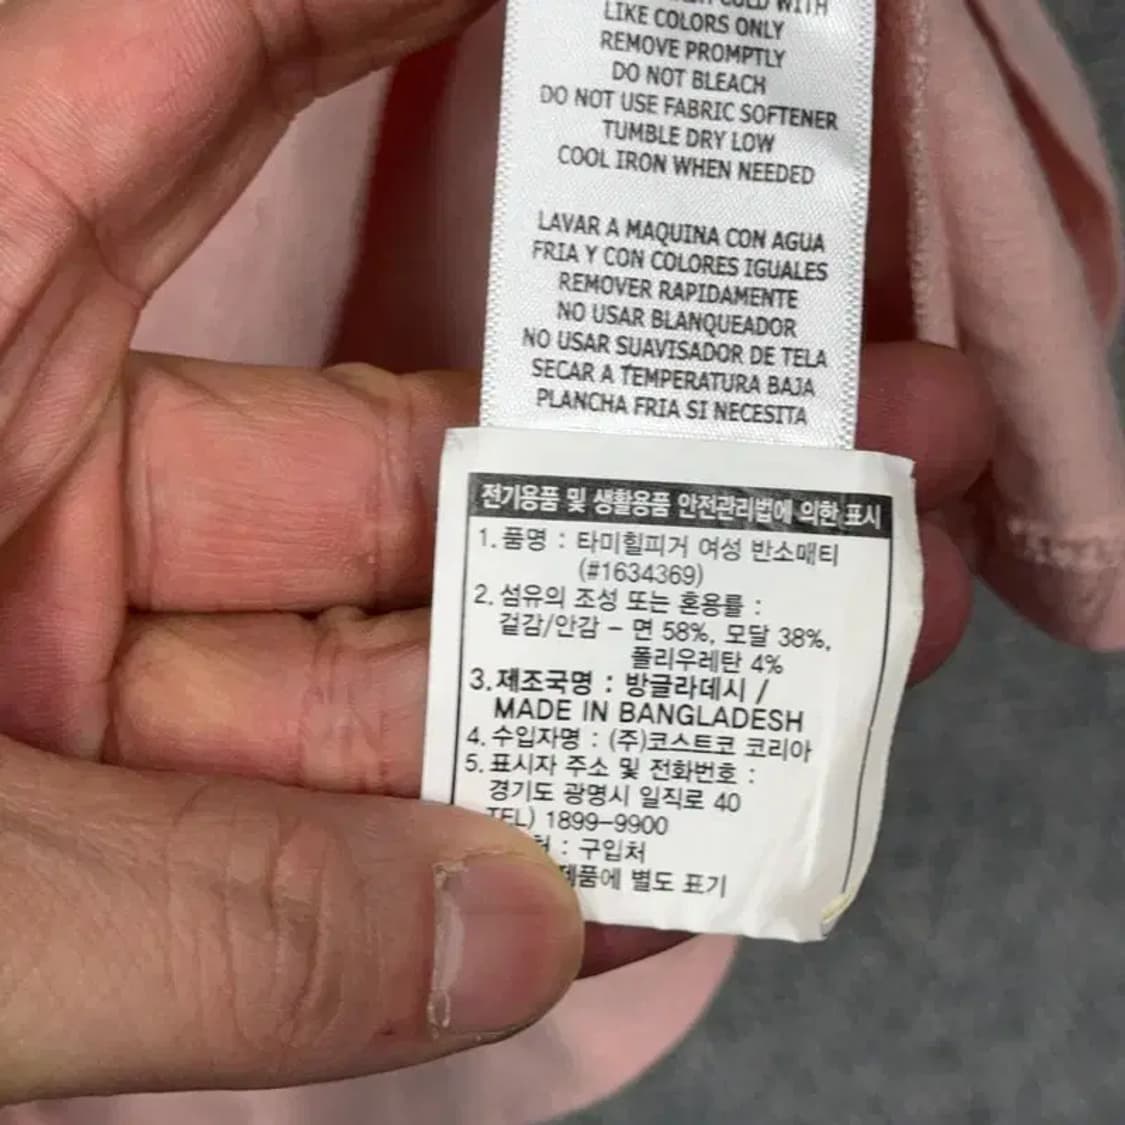 COLD WITH
LIKE COLORS ONLY
REMOVE PROMPTLY
DO NOT BLEACH
DO NOT USE FABRIC SOFTENER
TUMBLE DRY LOW
COOL IRON WHEN NEEDED
LAVAR A MAQUINA CON AGUA
FRIA Y CON COLORES IGUALES
REMOVER RAPIDAMENTE
NO USAR BLANQUEADOR
NO USAR SUAVISADOR DE TELA
SECAR A TEMPERATURA BAJA
PLANCHA FRIA SI NECESITA
전기용품 및 생활용품 안전관리법에 의한 표시
1. 품명 : 타미힐피거 여성 반소매티
(#1634369)
2. 섬유의 조성 또는 혼용률 :
겉감/안감 - 면 58%, 모달 38%,
폴리우레탄 4%
3. 제조국명 : 방글라데시 /
MADE IN BANGLADESH
4. 수입자명 : (주)코스트코 코리아
5. 표시자 주소 및 전화번호 :
경기도 광명시 일직로 40
TEL) 1899-9900
: 구입처
제품에 별도 표기